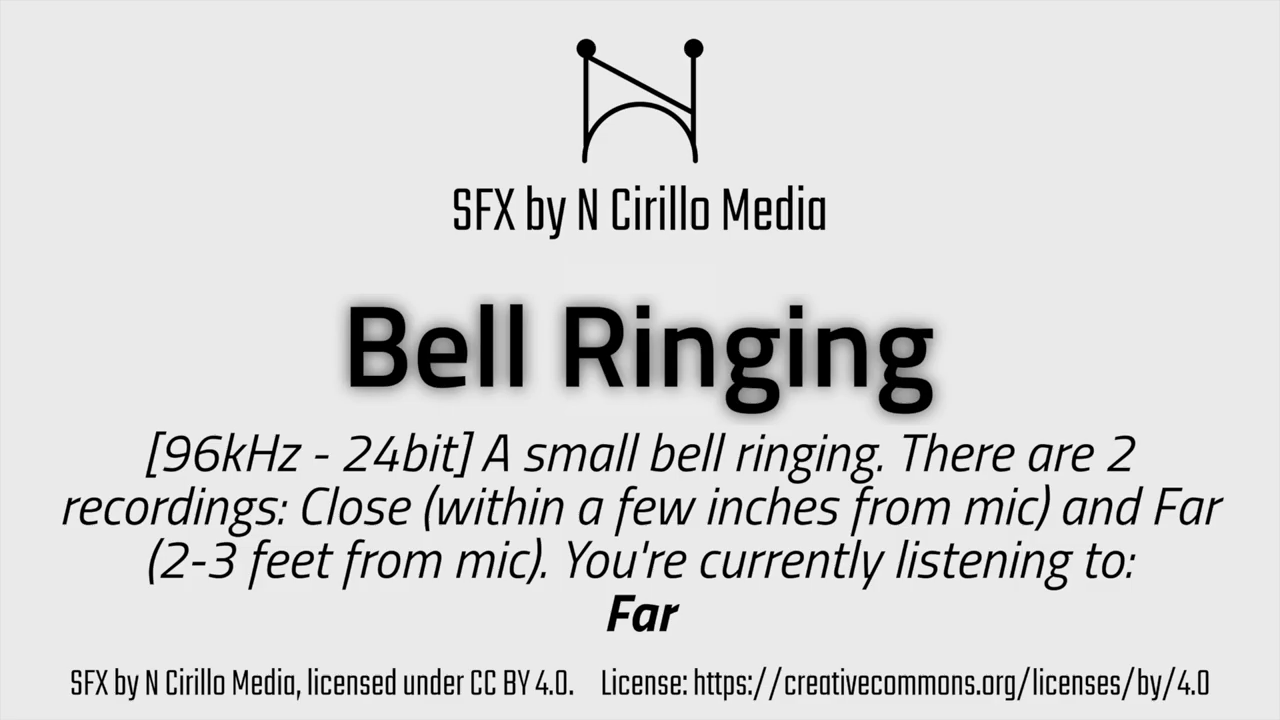 SFX by N Cirillo Media
Bell Ringing
[96kHz - 24bit] A small bell ringing. There are 2
recordings: Close (within a few inches from mic) and Far
(2-3 feet from mic). You're currently listening to:
Far
SFX by N Cirillo Media, licensed under CC BY 4.0. License: https://creativecommons.org/licenses/by/4.0